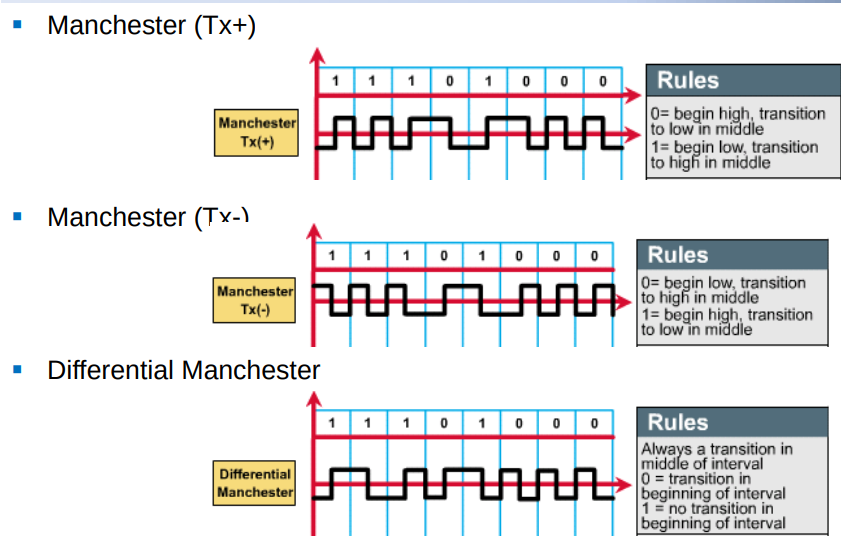 Manchester (Tx+)
1 1 1 0 1 0 0 0
Manchester
Tx(+)
Rules
0= begin high, transition
to low in middle
1= begin low, transition
to high in middle
Manchester (Tx-)
1 1 1 0 1 0 0 0
Manchester
Tx(-)
Rules
0= begin low, transition
to high in middle
1= begin high, transition
to low in middle
Differential Manchester
1 1 1 0 1 0 0 0
Differential
Manchester
Rules
Always a transition in
middle of interval
0 = transition in
beginning of interval
1 = no transition in
beginning of interval